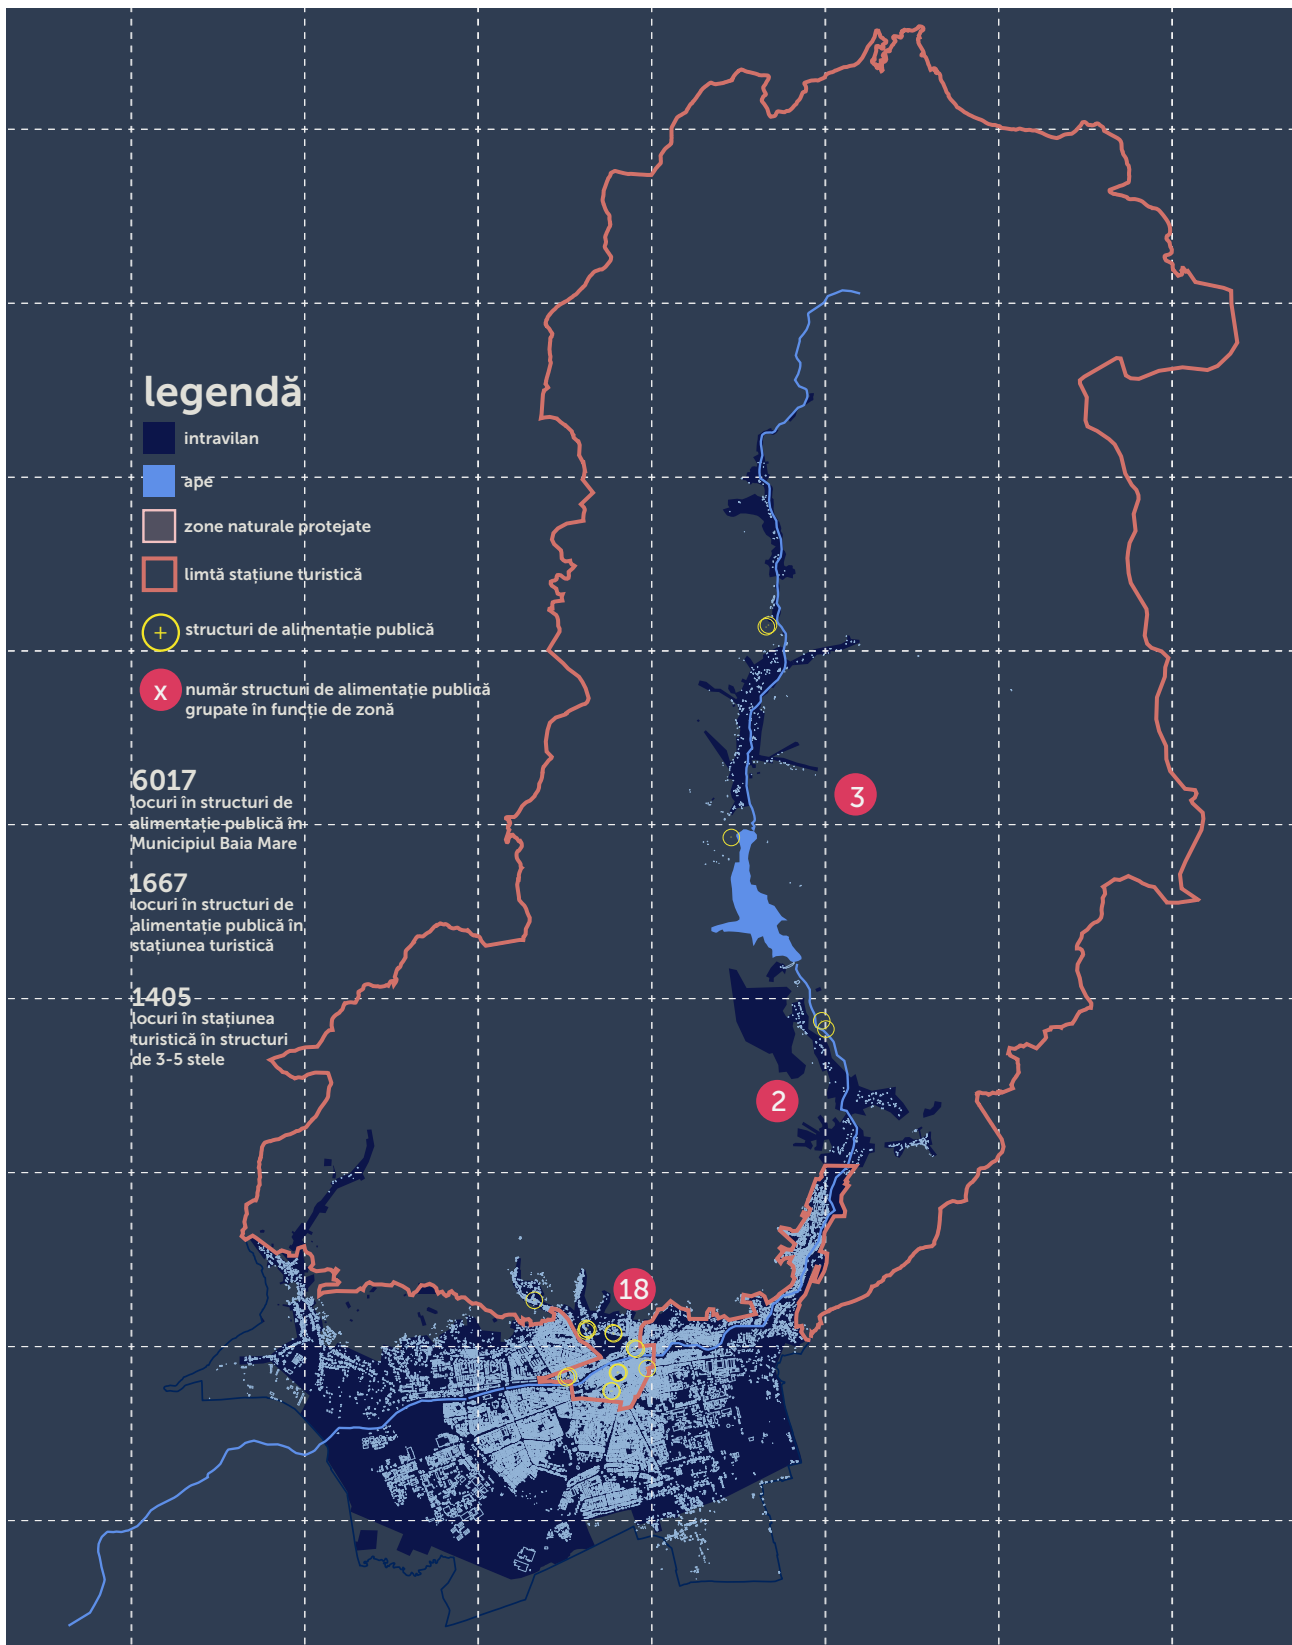 legendă
intravilan
ape
zone naturale protejate
limtă stațiune turistică
+
structuri de alimentație publică
x
număr structuri de alimentație publică
grupate în funcție de zonă
6017
locuri în structuri de
alimentație publică în
Municipiul Baia Mare
1667
locuri în structuri de
alimentație publică în
stațiunea turistică
1405
locuri în stațiunea
turistică în structuri
de 3-5 stele
3
2
18